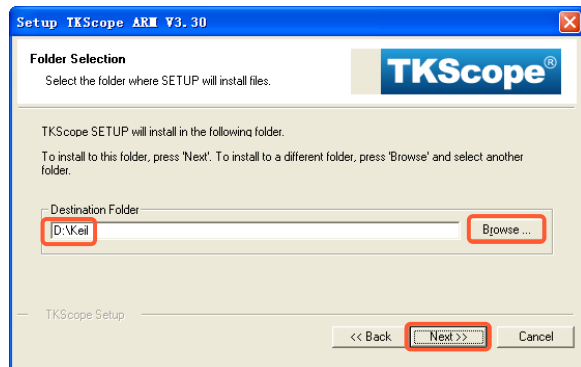 Setup TKScope ARM V3.30
Folder Selection
Select the folder where SETUP will install files.
TKScope®
TKScope SETUP will install in the following folder.
To install to this folder, press 'Next'. To install to a different folder, press 'Browse' and select another
folder.
Destination Folder
D:\Keil
Browse ...
TKScope Setup
<< Back
Next >>
Cancel